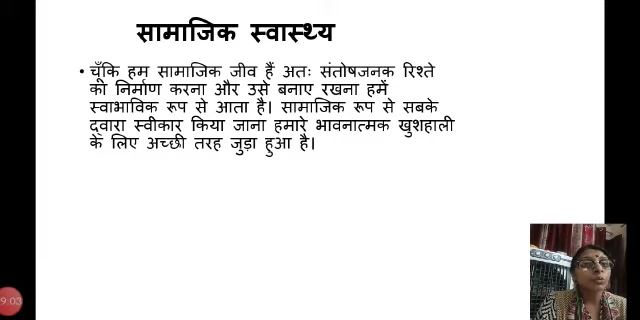 सामाजिक स्वास्थ्य
• चूँकि हम सामाजिक जीव हैं अतः संतोषजनक रिश्ते
का निर्माण करना और उसे बनाए रखना हमें
स्वाभाविक रूप से आता है। सामाजिक रूप से सबके
द्वारा स्वीकार किया जाना हमारे भावनात्मक खुशहाली
के लिए अच्छी तरह जुड़ा हुआ है।
9:03